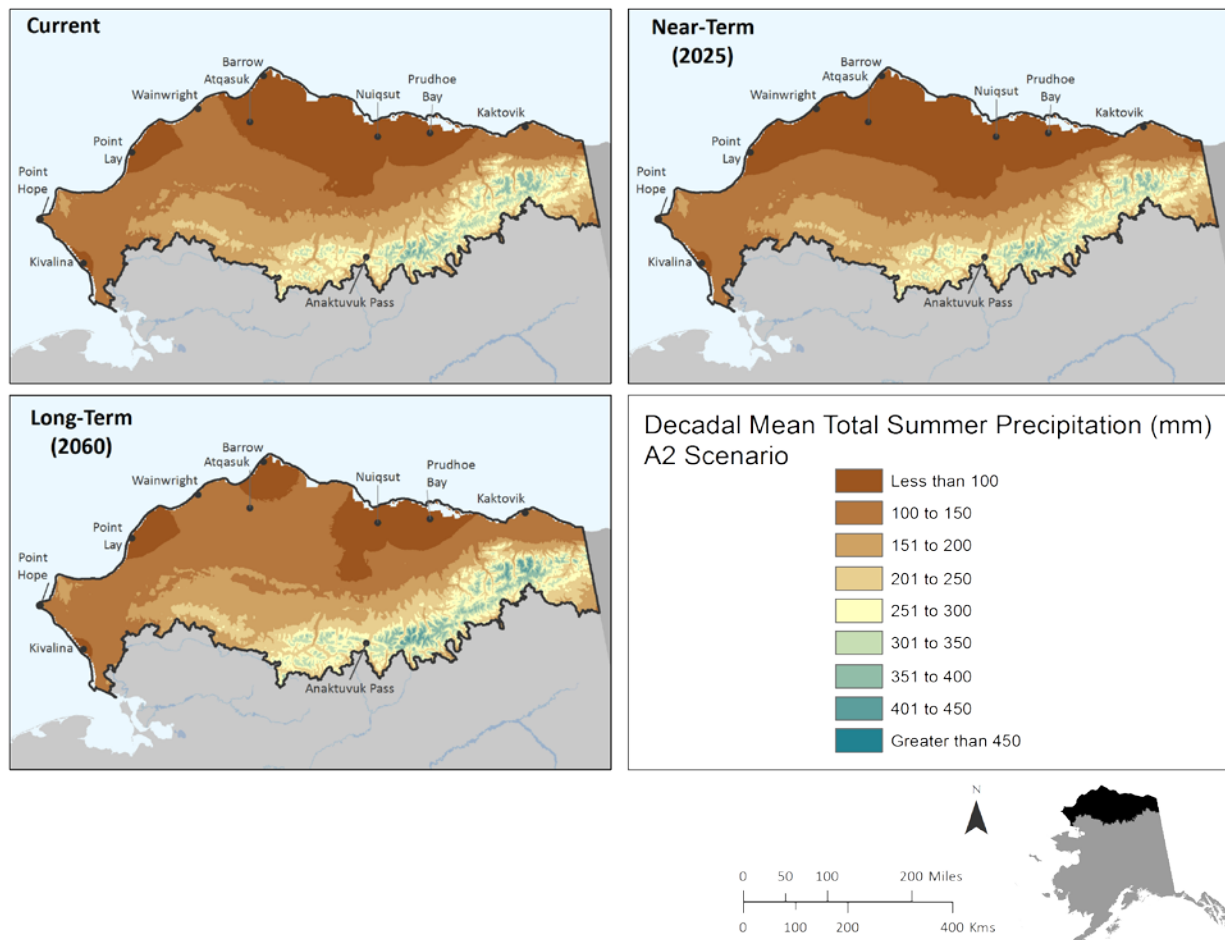 Current
Barrow
Atqasuk
Wainwright
Nuiqsut
Prudhoe
Bay
Kaktovik
Point
Lay
Point
Hope
Kivalina
Anaktuvuk Pass
Near-Term
(2025)
Barrow
Atqasuk
Wainwright
Nuiqsut
Prudhoe
Bay
Kaktovik
Point
Lay
Point
Hope
Kivalina
Anaktuvuk Pass
Long-Term
(2060)
Barrow
Atqasuk
Wainwright
Nuiqsut
Prudhoe
Bay
Kaktovik
Point
Lay
Point
Hope
Kivalina
Anaktuvuk Pass
Decadal Mean Total Summer Precipitation (mm)
A2 Scenario
Less than 100
100 to 150
151 to 200
201 to 250
251 to 300
301 to 350
351 to 400
401 to 450
Greater than 450
N
0 50 100 200 Miles
0 100 200 400 Kms